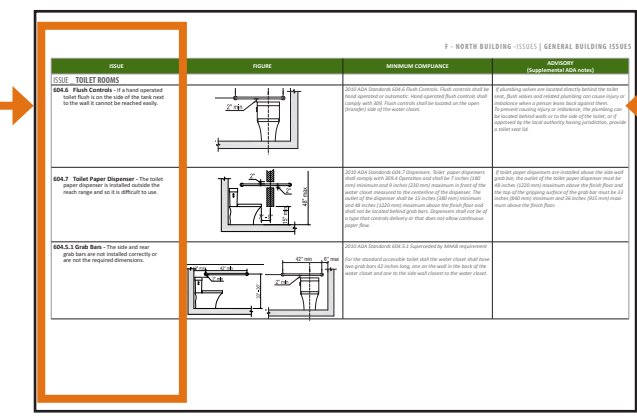 F - NORTH BUILDING -ISSUES | GENERAL BUILDING ISSUES
ISSUE
FIGURE
MINIMUM COMPLIANCE
ADVISORY
(Supplemental ADA notes)
ISSUE _ TOILET ROOMS
604.6 Flush Controls - If a hand operated
toilet flush is on the side of the tank next
to the wall it cannot be reached easily.
2" min
2010 ADA Standards 604.6 Flush Controls. Flush controls shall be
hand operated or automatic. Hand operated flush controls shall
comply with 309. Flush controls shall be located on the open
(transfer) side of the water closet.
If plumbing valves are located directly behind the toilet
seat, flush valves and related plumbing can cause injury or
imbalance when a person leans back against them.
To prevent causing injury or imbalance, the plumbing can
be located behind walls or to the side of the toilet, or if
approved by the local authority having jurisdiction, provide
a toilet seat lid.
604.7 Toilet Paper Dispenser - The toilet
paper dispenser is installed outside the
reach range and so it is difficult to use.
2"
48" max
15" min
2010 ADA Standards 604.7 Dispensers. Toilet paper dispensers
shall comply with 309.4 Operation and shall be 7 inches (180
mm) minimum and 9 inches (230 mm) maximum in front of the
water closet measured to the centerline of the dispenser. The
outlet of the dispenser shall be 15 inches (380 mm) minimum
and 48 inches (1220 mm) maximum above the finish floor and
shall not be located behind grab bars. Dispensers shall not be of
a type that controls delivery or that does not allow continuous
paper flow.
If toilet paper dispensers are installed above the side wall
grab bar, the outlet of the toilet paper dispenser must be
48 inches (1220 mm) maximum above the finish floor and
the top of the gripping surface of the grab bar must be 33
inches (840 mm) minimum and 36 inches (915 mm) maxi-
mum above the finish floor.
604.5.1 Grab Bars - The side and rear
grab bars are not installed correctly or
are not the required dimensions.
42" min
2" min
42" min
6" max
2" min
2010 ADA Standards 604.5.1 Superceded by MAAB requirement
For the standard accessible toilet stall the water closet shall have
two grab bars 42 inches long, one on the wall in the back of the
water closet and one to the side wall closest to the water closet.